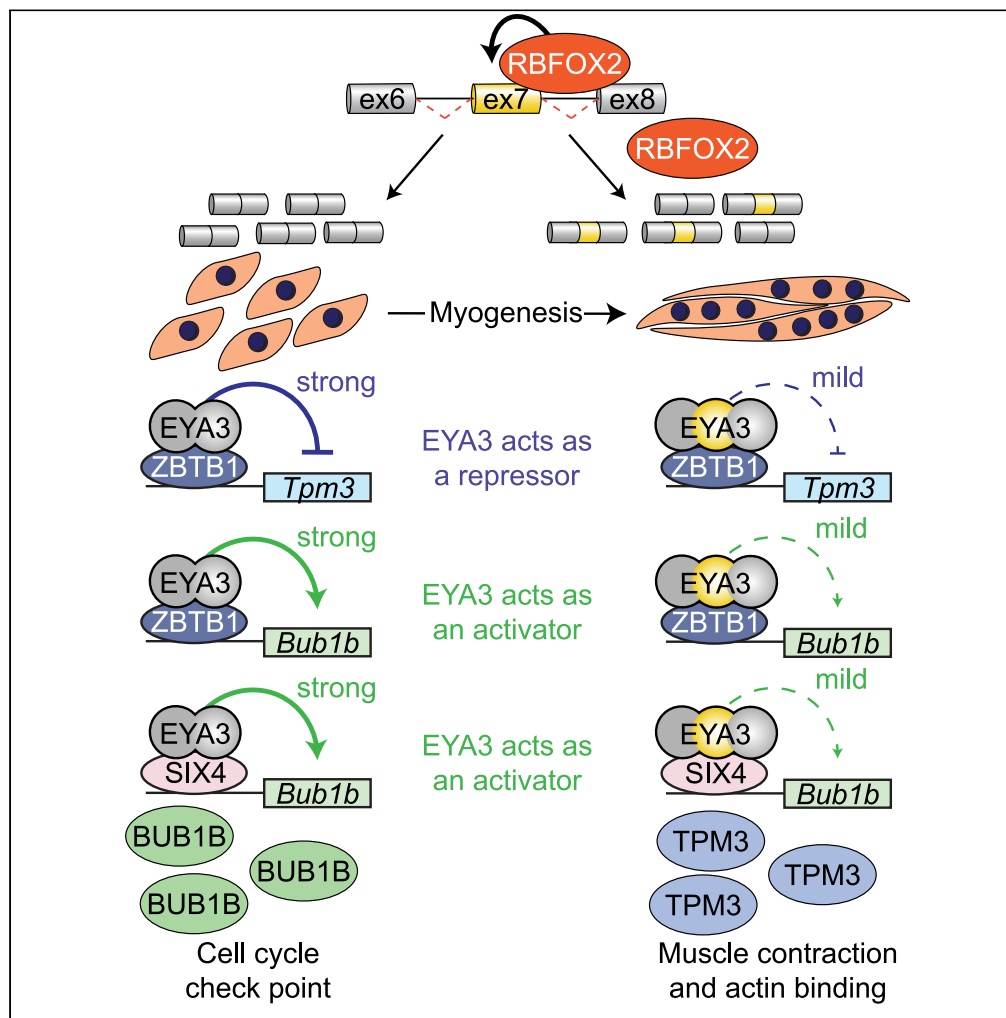 RBFOX2
ex6
ex7
ex8
RBFOX2
Myogenesis
strong
EYA3
ZBTB1
Tpm3
EYA3 acts as
a repressor
mild
EYA3
ZBTB1
Tpm3
strong
EYA3
ZBTB1
Bub1b
EYA3 acts as
an activator
mild
EYA3
ZBTB1
Bub1b
strong
EYA3
SIX4
Bub1b
EYA3 acts as
an activator
mild
EYA3
SIX4
Bub1b
BUB1B
BUB1B
BUB1B
TPM3
TPM3
TPM3
Cell cycle
check point
Muscle contraction
and actin binding